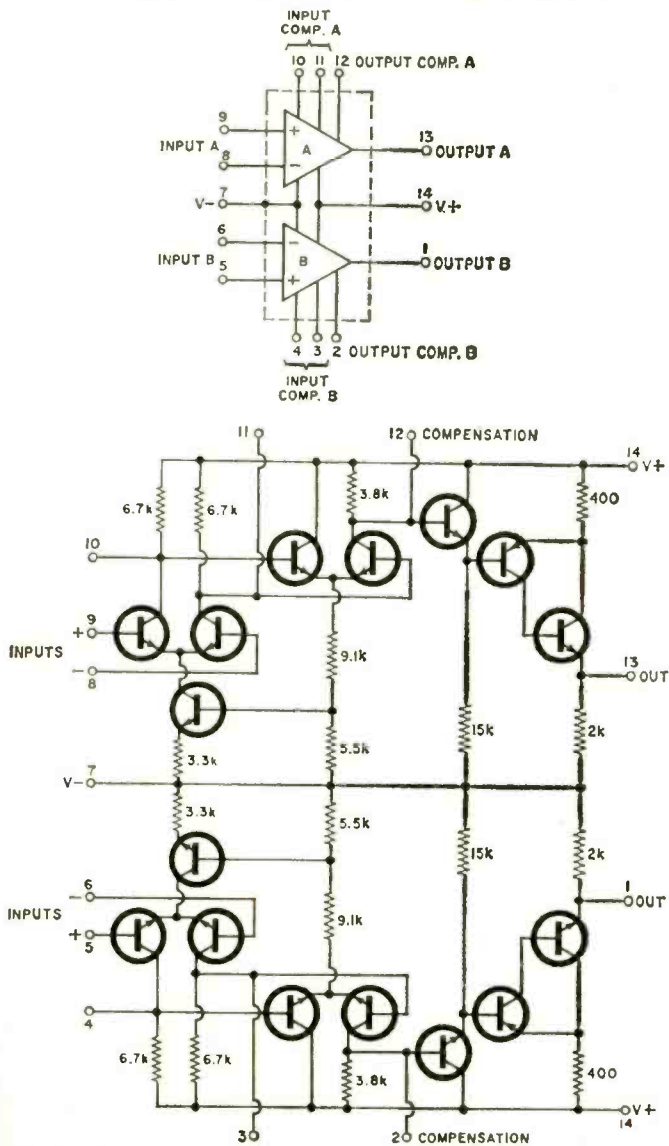 INPUT
COMP. A
10 11 12 OUTPUT COMP. A
9
INPUT A
8
+
A
-
13
OUTPUT A
V- 7
14
V+
6
INPUT B
5
-
B
+
1
OUTPUT B
4 3 2 OUTPUT COMP. B
INPUT
COMP. B
11
12 COMPENSATION
14
V+
6.7k
6.7k
3.8k
400
10
9
+
INPUTS
-
8
9.1k
13
OUT
3.3k
5.5k
15k
2k
V- 7
3.3k
5.5k
15k
2k
6
-
INPUTS
+
5
9.1k
1
OUT
4
6.7k
6.7k
3.8k
400
V+
14
3
2 COMPENSATION